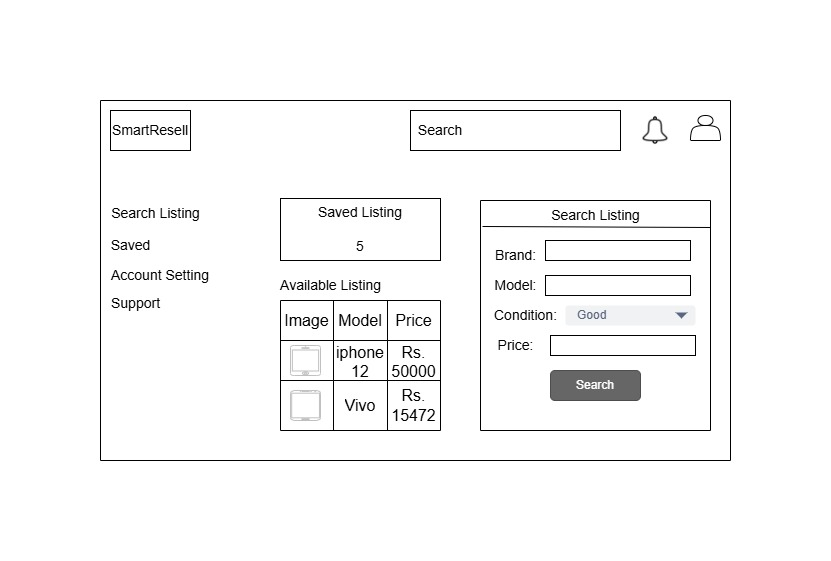 SmartResell
Search
Search Listing
Saved
Account Setting
Support
Saved Listing
5
Available Listing
Image Model Price
iphone 12 Rs. 50000
Vivo Rs. 15472
Search Listing
Brand:
Model:
Condition: Good
Price:
Search